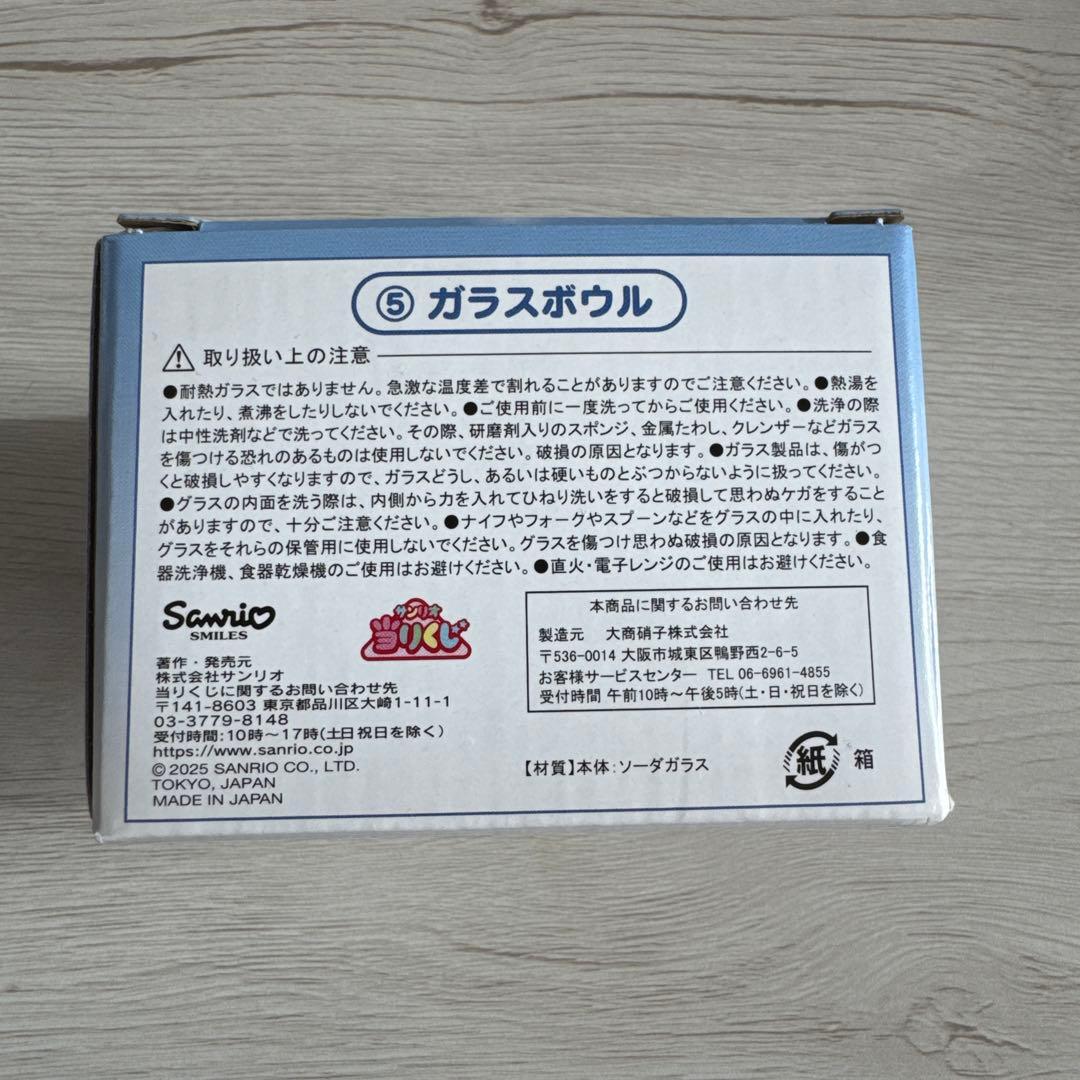 ⑤ ガラスボウル
取り扱い上の注意
●耐熱ガラスではありません。急激な温度差で割れることがありますのでご注意ください。●熱湯を
入れたり、煮沸をしたりしないでください。●ご使用前に一度洗ってからご使用ください。●洗浄の際
は中性洗剤などで洗ってください。その際、研磨剤入りのスポンジ、金属たわし、クレンザーなどガラス
を傷つける恐れのあるものは使用しないでください。破損の原因となります。●ガラス製品は、傷がつ
くと破損しやすくなりますので、ガラスどうし、あるいは硬いものとぶつからないように扱ってください。
●グラスの内面を洗う際は、内側から力を入れてひねり洗いをすると破損して思わぬケガをすること
がありますので、十分ご注意ください。●ナイフやフォークやスプーンなどをグラスの中に入れたり、
グラスをそれらの保管用に使用しないでください。グラスを傷つけ思わぬ破損の原因となります。●食
器洗浄機、食器乾燥機のご使用はお避けください。●直火・電子レンジのご使用はお避けください。
Sanrio
SMILES
サンリオ
当りくじ
著作・発売元
株式会社サンリオ
当りくじに関するお問い合わせ先
〒141-8603 東京都品川区大崎1-11-1
03-3779-8148
受付時間:10時～17時(土日祝日を除く)
https://www.sanrio.co.jp
© 2025 SANRIO CO., LTD.
TOKYO, JAPAN
MADE IN JAPAN
本商品に関するお問い合わせ先
製造元 大商硝子株式会社
〒536-0014 大阪市城東区鴫野西2-6-5
お客様サービスセンター TEL 06-6961-4855
受付時間 午前10時～午後5時(土・日・祝日を除く)
【材質】本体:ソーダガラス
紙 箱